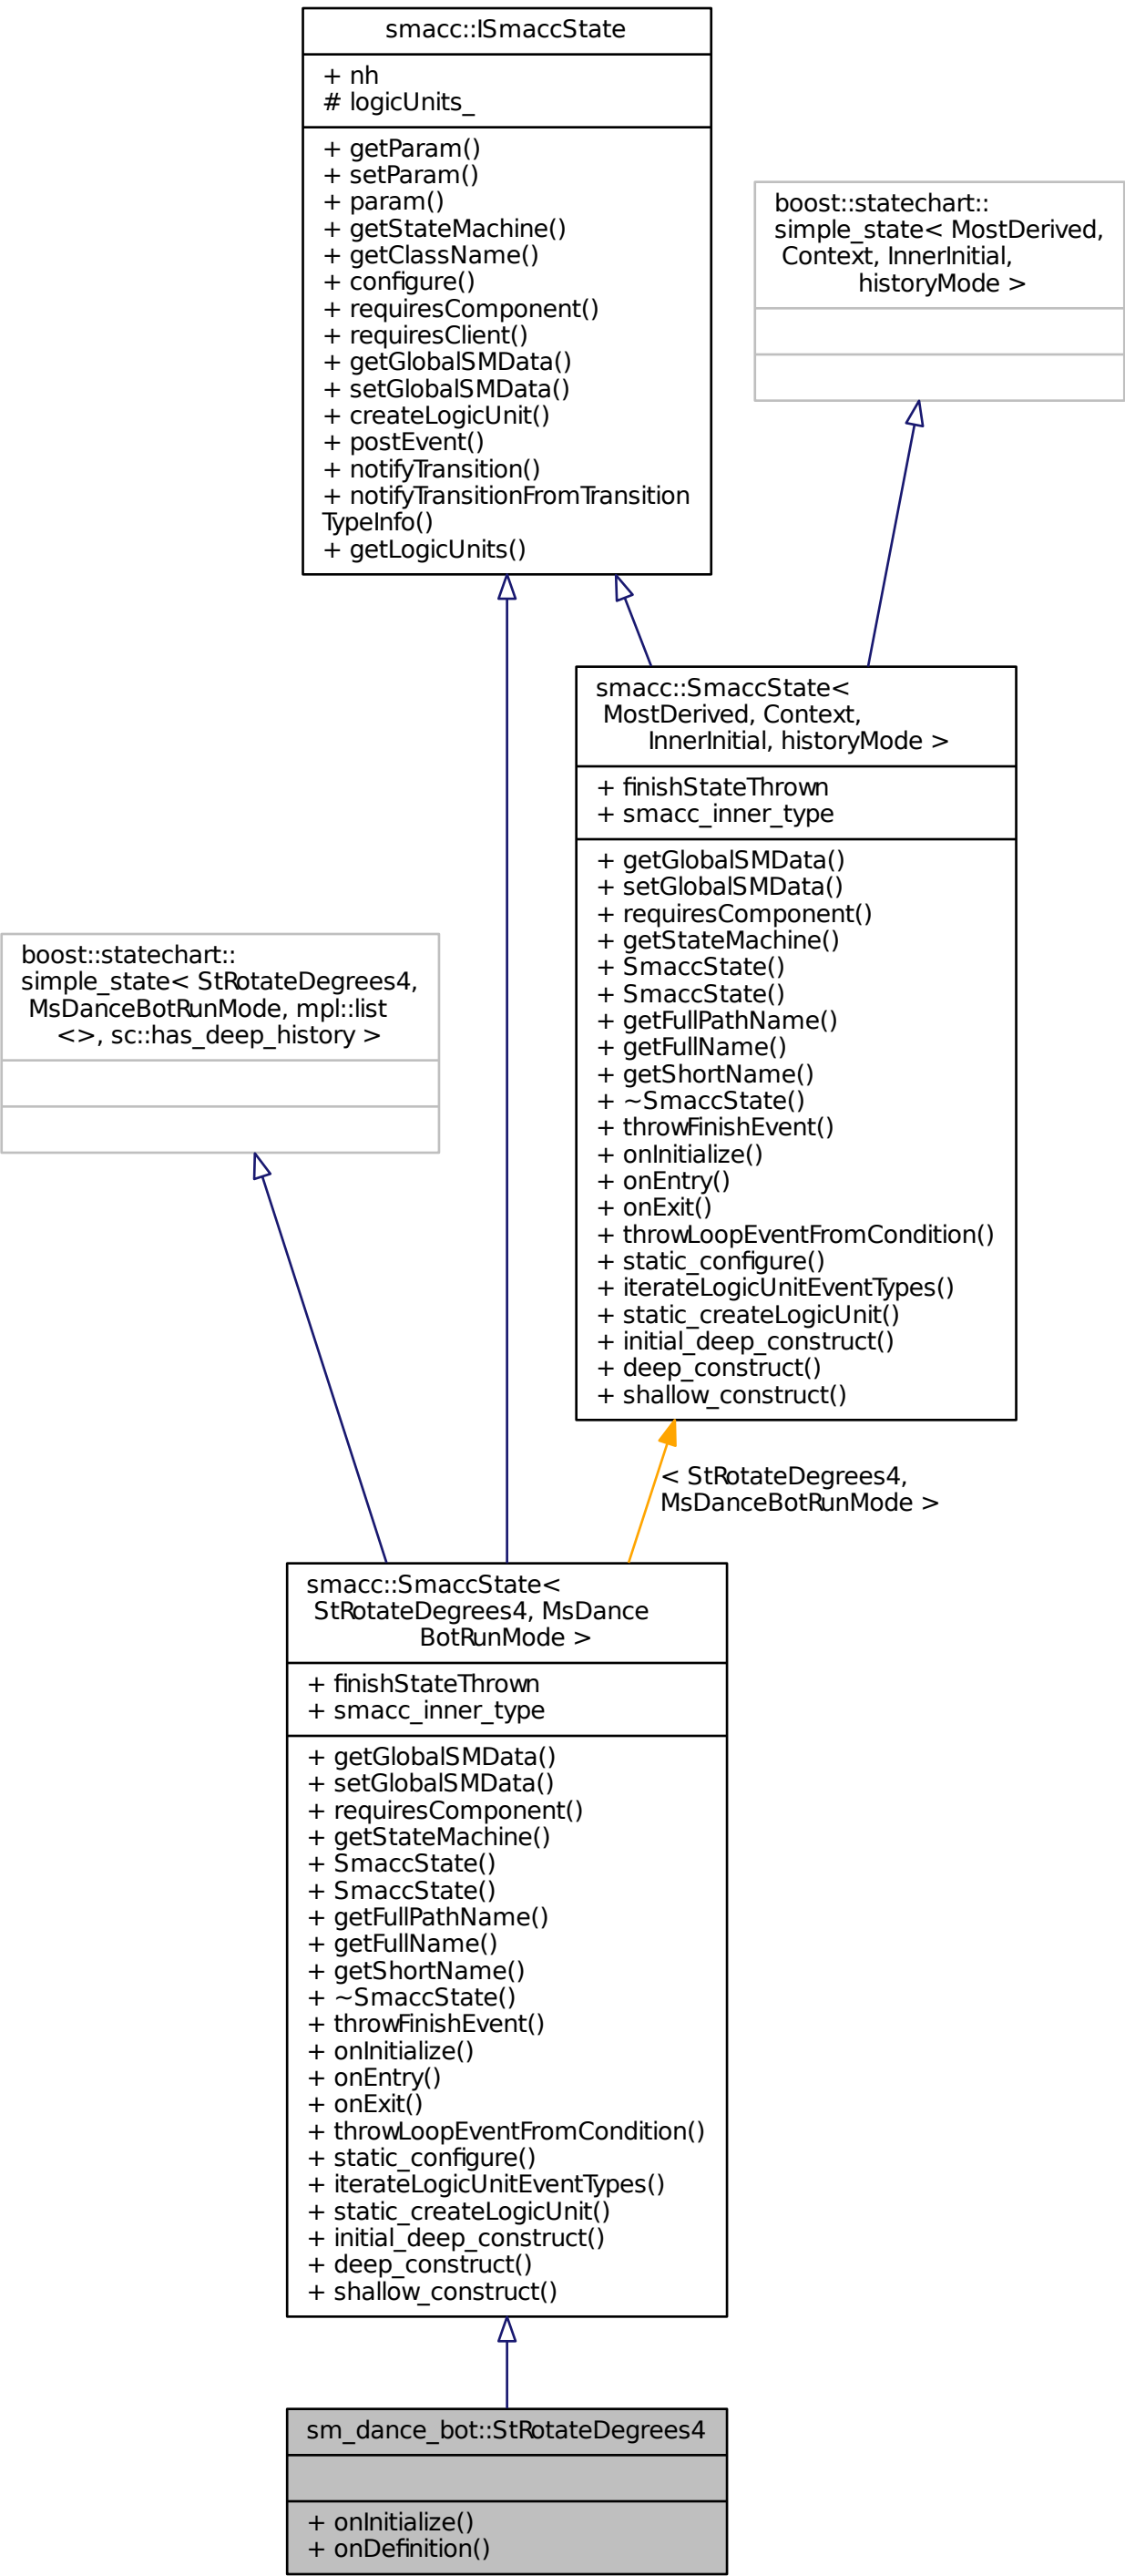 smacc::ISmaccState
+ nh
# logicUnits_
+ getParam()
+ setParam()
+ param()
+ getStateMachine()
+ getClassName()
+ configure()
+ requiresComponent()
+ requiresClient()
+ getGlobalSMData()
+ setGlobalSMData()
+ createLogicUnit()
+ postEvent()
+ notifyTransition()
+ notifyTransitionFromTransition
TypeInfo()
+ getLogicUnits()
boost::statechart::
simple_state< MostDerived,
Context, InnerInitial,
historyMode >
smacc::SmaccState<
MostDerived, Context,
InnerInitial, historyMode >
+ finishStateThrown
+ smacc_inner_type
+ getGlobalSMData()
+ setGlobalSMData()
+ requiresComponent()
+ getStateMachine()
+ SmaccState()
+ SmaccState()
+ getFullPathName()
+ getFullName()
+ getShortName()
+ ~SmaccState()
+ throwFinishEvent()
+ onInitialize()
+ onEntry()
+ onExit()
+ throwLoopEventFromCondition()
+ static_configure()
+ iterateLogicUnitEventTypes()
+ static_createLogicUnit()
+ initial_deep_construct()
+ deep_construct()
+ shallow_construct()
boost::statechart::
simple_state< StRotateDegrees4,
MsDanceBotRunMode, mpl::list
<>, sc::has_deep_history >
< StRotateDegrees4,
MsDanceBotRunMode >
smacc::SmaccState<
StRotateDegrees4, MsDance
BotRunMode >
+ finishStateThrown
+ smacc_inner_type
+ getGlobalSMData()
+ setGlobalSMData()
+ requiresComponent()
+ getStateMachine()
+ SmaccState()
+ SmaccState()
+ getFullPathName()
+ getFullName()
+ getShortName()
+ ~SmaccState()
+ throwFinishEvent()
+ onInitialize()
+ onEntry()
+ onExit()
+ throwLoopEventFromCondition()
+ static_configure()
+ iterateLogicUnitEventTypes()
+ static_createLogicUnit()
+ initial_deep_construct()
+ deep_construct()
+ shallow_construct()
sm_dance_bot::StRotateDegrees4
+ onInitialize()
+ onDefinition()